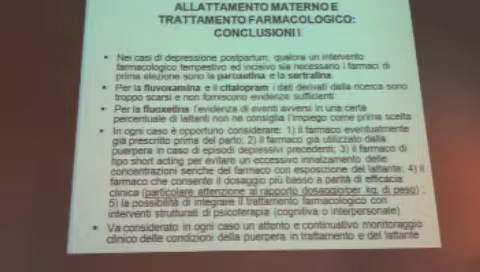 ALLATTAMENTO MATERNO E
TRATTAMENTO FARMACOLOGICO:
CONCLUSIONI I
• Nei casi di depressione postpartum, qualora un intervento
farmacologico tempestivo ed incisivo sia necessario i farmaci di
prima elezione sono la paroxetina e la sertralina
• Per la fluvoxamina e il citalopram i dati derivati dalla ricerca sono
troppo scarsi e non forniscono evidenze sufficienti
• Per la fluoxetina l'evidenza di eventi avversi in una certa
percentuale di lattanti non ne consiglia l'impiego come prima scelta
• In ogni caso è opportuno considerare: 1) il farmaco eventualmente
già prescritto prima del parto; 2) il farmaco già utilizzato dalla
puerpera in caso di episodi depressivi precedenti; 3) il farmaco di
tipo short acting per evitare un eccessivo innalzamento delle
concentrazioni seriche del farmaco con esposizione del lattante; 4) il
farmaco che consente il dosaggio più basso a parità di efficacia
clinica (particolare attenzione al rapporto dosaggio/per kg. di peso) ;
5) la possibilità di integrare il trattamento farmacologico con
interventi strutturali di psicoterapia (cognitiva o interpersonale)
• Va considerato in ogni caso un attento e continuativo monitoraggio
clinico delle condizioni della puerpera in trattamento e del lattante